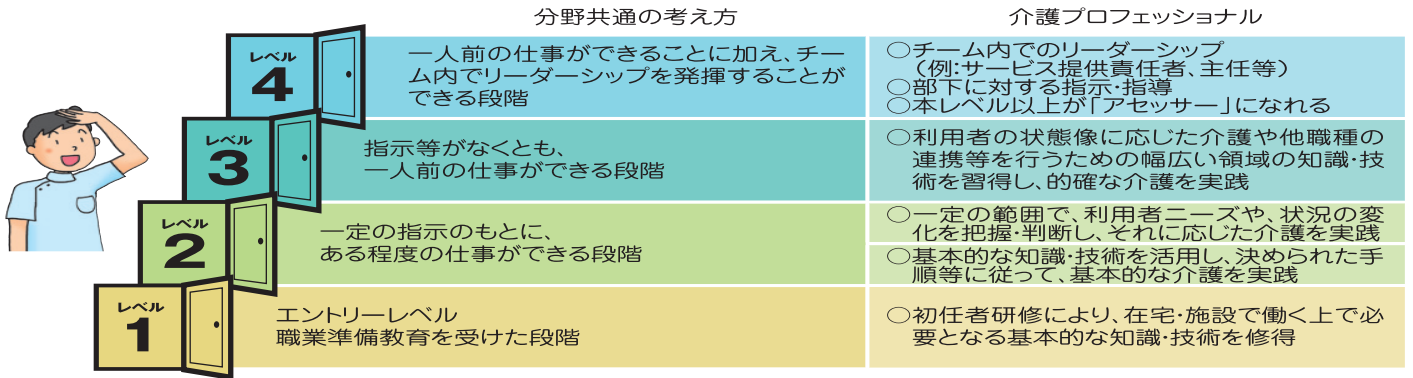 分野共通の考え方
介護プロフェッショナル
レベル
4
一人前の仕事ができることに加え、チー
ム内でリーダーシップを発揮することが
できる段階
○チーム内でのリーダーシップ
(例:サービス提供責任者、主任等)
○部下に対する指示・指導
○本レベル以上が「アセッサー」になれる
レベル
3
指示等がなくとも、
一人前の仕事ができる段階
○利用者の状態像に応じた介護や他職種の
連携等を行うための幅広い領域の知識・技
術を習得し、的確な介護を実践
レベル
2
一定の指示のもとに、
ある程度の仕事ができる段階
○一定の範囲で、利用者ニーズや、状況の変
化を把握・判断し、それに応じた介護を実践
○基本的な知識・技術を活用し、決められた手
順等に従って、基本的な介護を実践
レベル
1
エントリーレベル
職業準備教育を受けた段階
○初任者研修により、在宅・施設で働く上で必
要となる基本的な知識・技術を修得